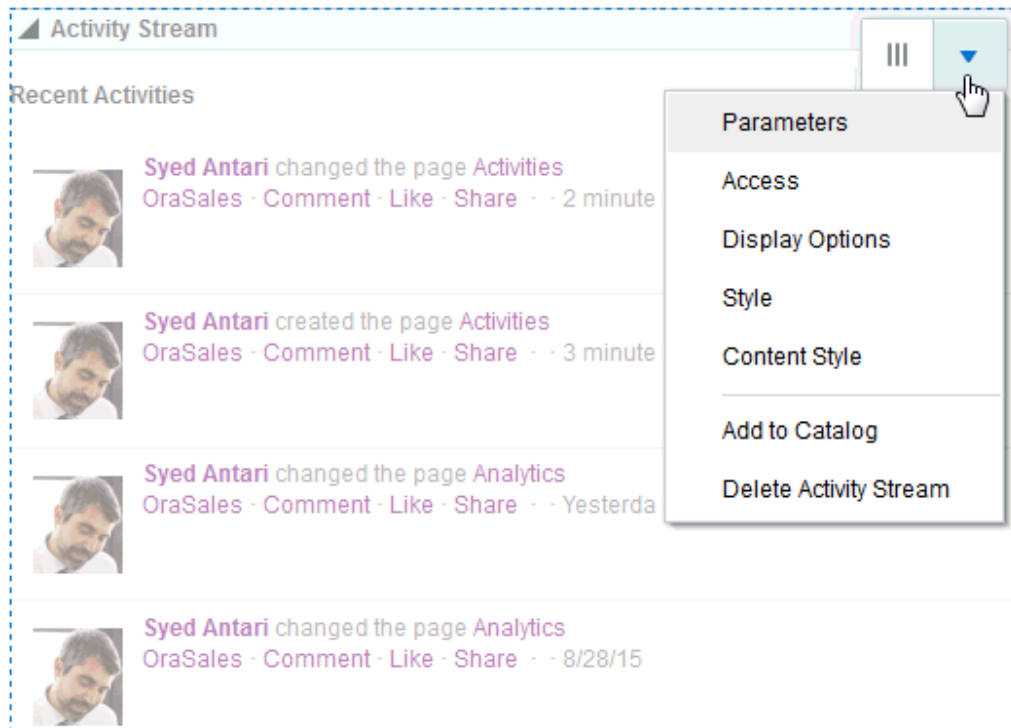 Activity Stream
Recent Activities
Syed Antari changed the page Activities
OraSales · Comment · Like · Share · · 2 minute
Syed Antari created the page Activities
OraSales · Comment · Like · Share · · 3 minute
Syed Antari changed the page Analytics
OraSales · Comment · Like · Share · · Yesterda
Syed Antari changed the page Analytics
OraSales · Comment · Like · Share · · 8/28/15
Parameters
Access
Display Options
Style
Content Style
Add to Catalog
Delete Activity Stream